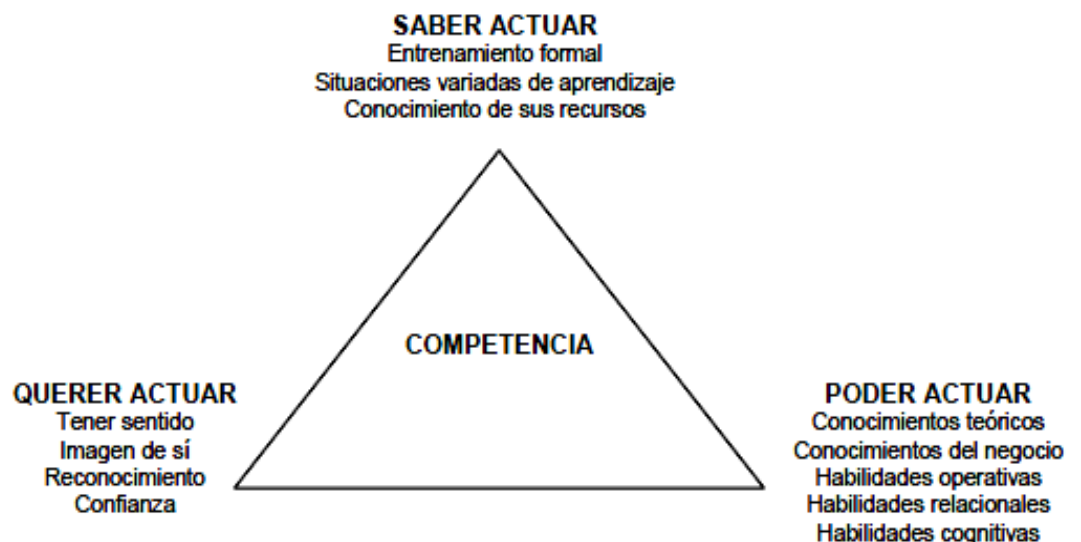 SABER ACTUAR
Entrenamiento formal
Situaciones variadas de aprendizaje
Conocimiento de sus recursos
COMPETENCIA
QUERER ACTUAR
Tener sentido
Imagen de sí
Reconocimiento
Confianza
PODER ACTUAR
Conocimientos teóricos
Conocimientos del negocio
Habilidades operativas
Habilidades relacionales
Habilidades cognitivas